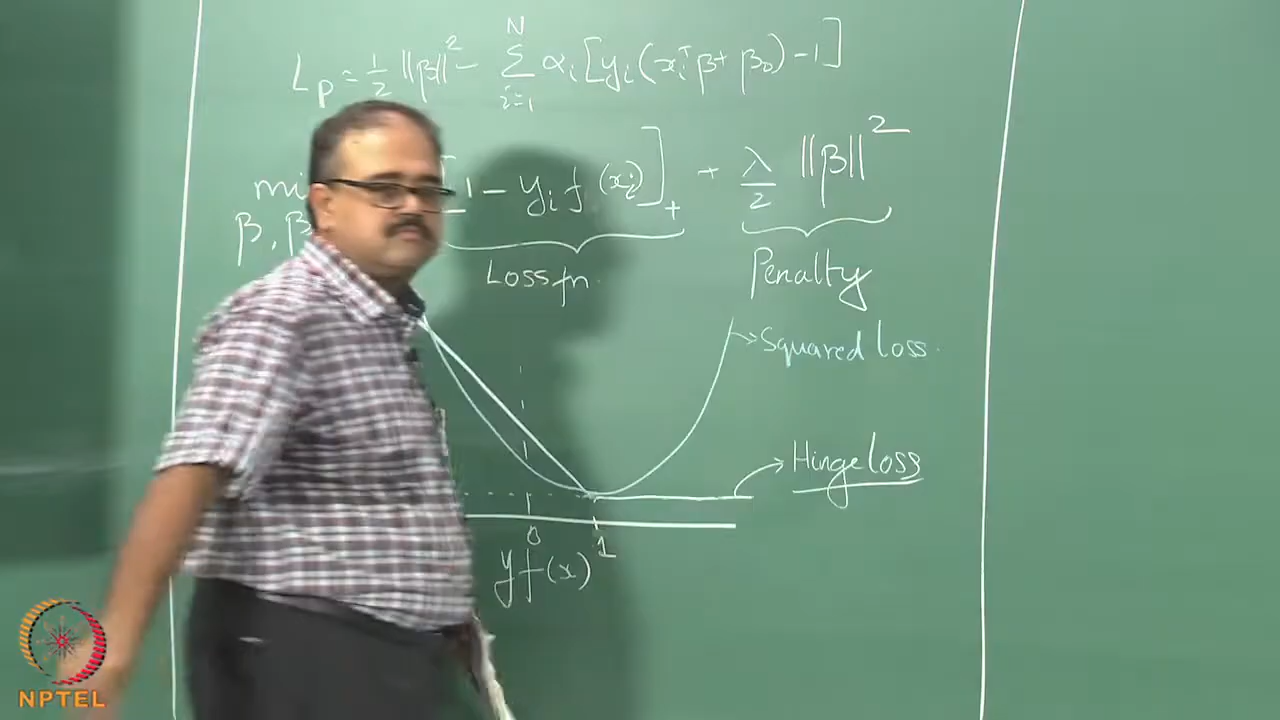 L_P = 1/2 ||β||² - Σ_{i=1}^{N} α_i [y_i (x_i^T β + β_0) - 1]
1 - y_i f(x_i)]_+ + λ/2 ||β||²
β,
Loss fn. Penalty
Squared loss.
Hinge loss
0 1
y f(x)
NPTEL